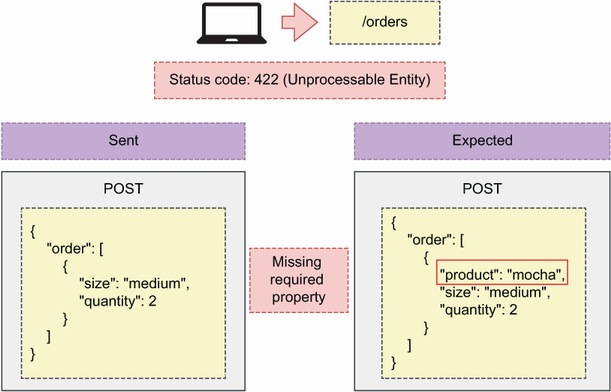 /orders
Status code: 422 (Unprocessable Entity)
Sent
POST
{
"order": [
{
"size": "medium",
"quantity": 2
}
]
}
Missing
required
property
Expected
POST
{
"order": [
{
"product": "mocha",
"size": "medium",
"quantity": 2
}
]
}